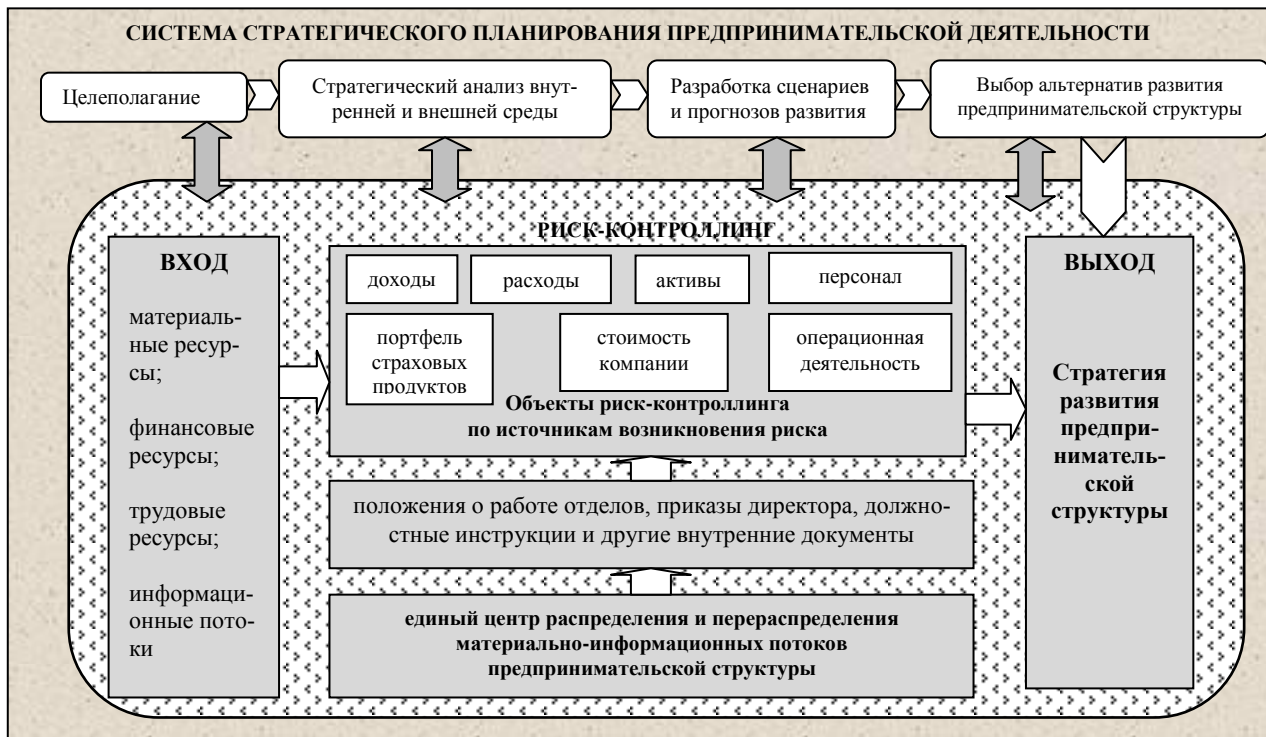 СИСТЕМА СТРАТЕГИЧЕСКОГО ПЛАНИРОВАНИЯ ПРЕДПРИНИМАТЕЛЬСКОЙ ДЕЯТЕЛЬНОСТИ
Целеполагание
Стратегический анализ внут-
ренней и внешней среды
Разработка сценариев
и прогнозов развития
Выбор альтернатив развития
предпринимательской структуры
РИСК-КОНТРОЛЛИНГ
ВХОД
материаль-
ные ресур-
сы;
финансовые
ресурсы;
трудовые
ресурсы;
информаци-
онные пото-
ки
доходы
расходы
активы
персонал
портфель
страховых
продуктов
стоимость
компании
операционная
деятельность
Объекты риск-контроллинга
по источникам возникновения риска
положения о работе отделов, приказы директора, должно-
стные инструкции и другие внутренние документы
единый центр распределения и перераспределения
материально-информационных потоков
предпринимательской структуры
ВЫХОД
Стратегия
развития
предпри-
ниматель-
ской
структуры